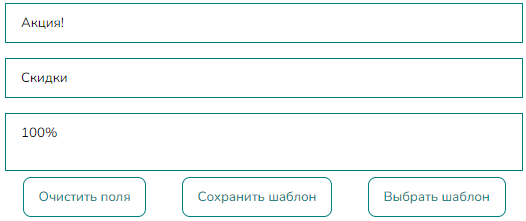 Акция!
Скидки
100%
Очистить поля
Сохранить шаблон
Выбрать шаблон